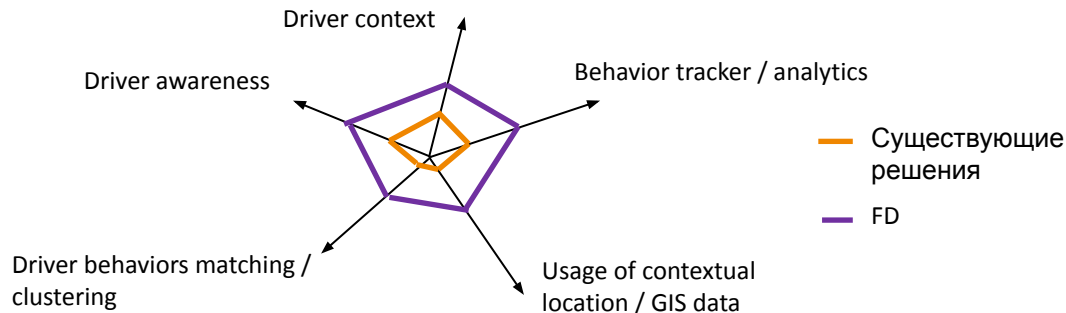 Driver context
Driver awareness
Behavior tracker / analytics
Существующие
решения
FD
Driver behaviors matching /
clustering
Usage of contextual
location / GIS data